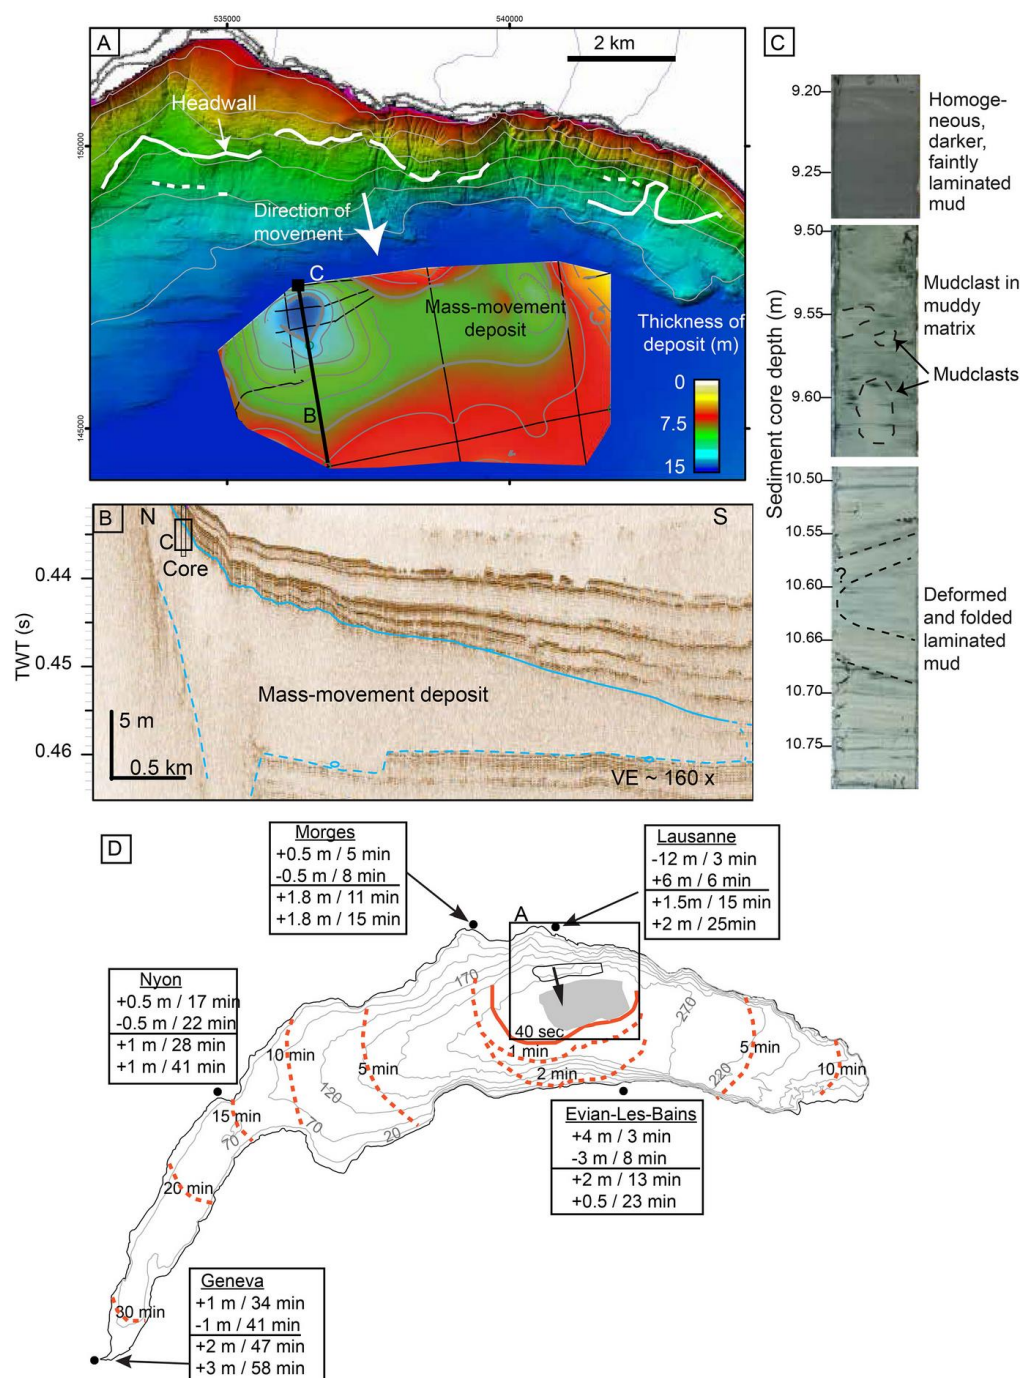 535000
540000
A
2 km
Headwall
150000
Direction of
movement
C
Mass-movement
deposit
Thickness of
deposit (m)
0
7.5
15
B
145000
C
9.20
9.25
Homoge-
neous,
darker,
faintly
laminated
mud
9.50
9.55
9.60
Mudclast in
muddy
matrix
Mudclasts
Sediment core depth (m)
10.50
10.55
10.60
10.66
10.70
10.75
?
Deformed
and folded
laminated
mud
B
N
S
C
Core
0.44
0.45
0.46
TWT (s)
Mass-movement deposit
5 m
0.5 km
VE ~ 160 x
D
Morges
+0.5 m / 5 min
-0.5 m / 8 min
+1.8 m / 11 min
+1.8 m / 15 min
Lausanne
-12 m / 3 min
+6 m / 6 min
+1.5m / 15 min
+2 m / 25min
A
Nyon
+0.5 m / 17 min
-0.5 m / 22 min
+1 m / 28 min
+1 m / 41 min
170
270
40 sec
1 min
2 min
5 min
10 min
5 min
10 min
120
220
70
20
15 min
70
20 min
30 min
Evian-Les-Bains
+4 m / 3 min
-3 m / 8 min
+2 m / 13 min
+0.5 / 23 min
Geneva
+1 m / 34 min
-1 m / 41 min
+2 m / 47 min
+3 m / 58 min